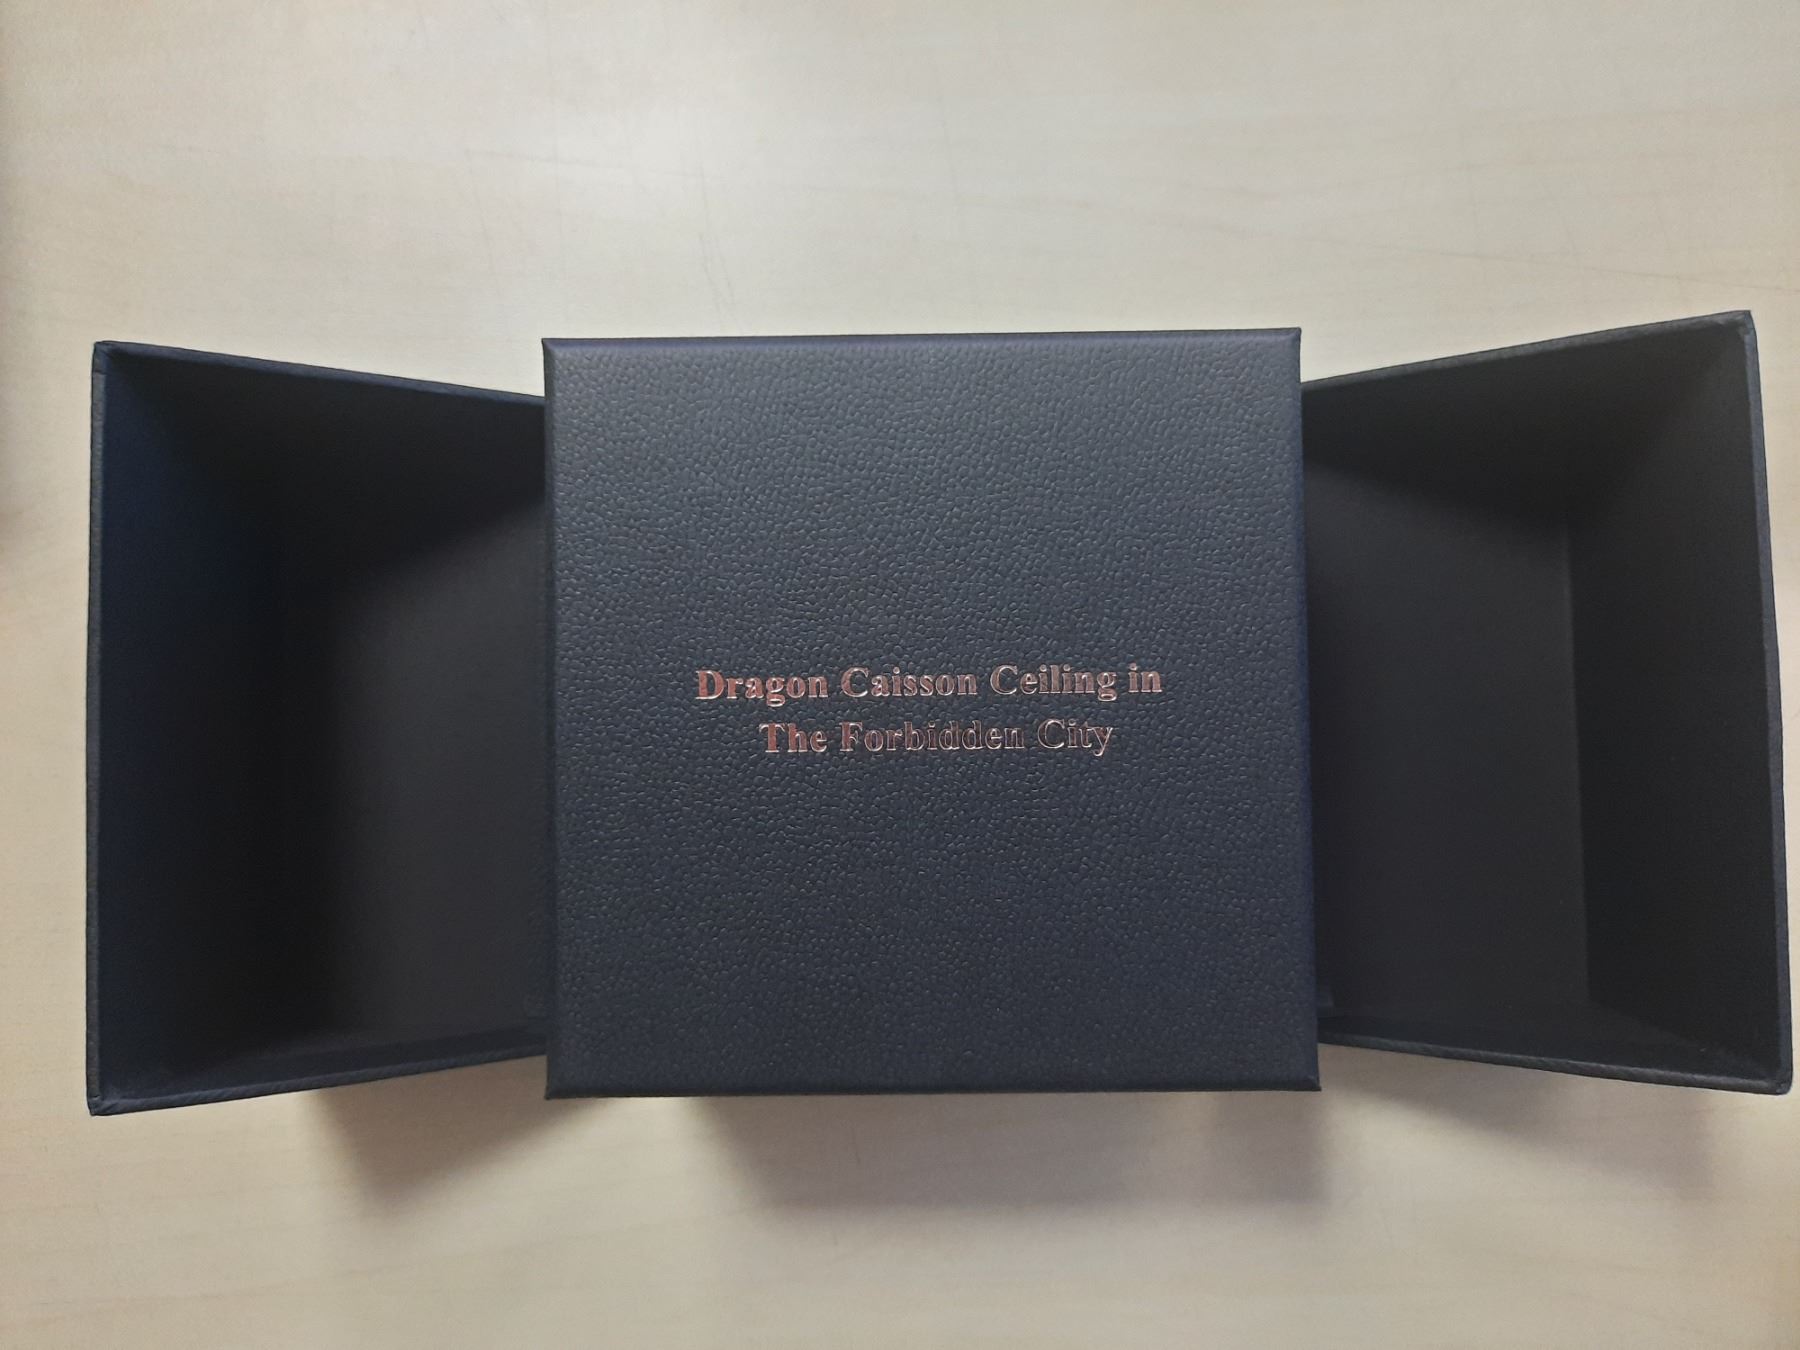 Dragon Caisson Ceiling in
The Forbidden City